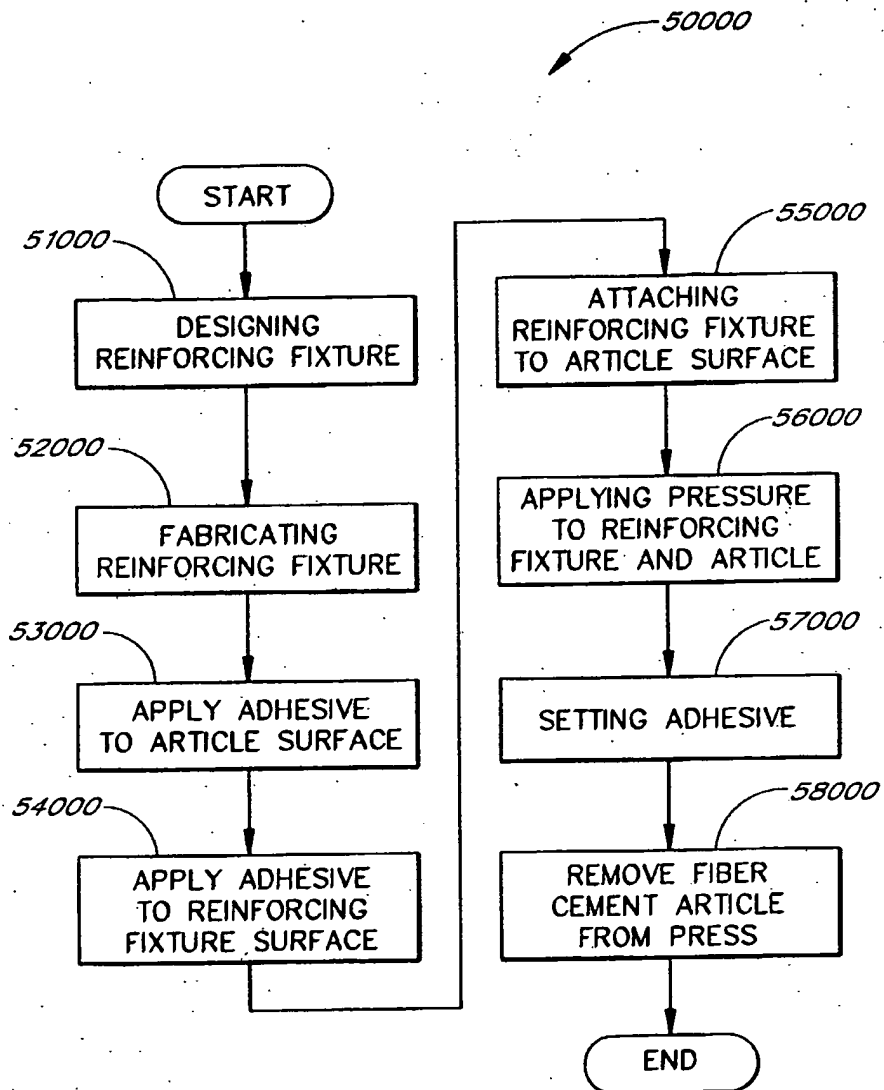 50000
START
51000
DESIGNING
REINFORCING FIXTURE
52000
FABRICATING
REINFORCING FIXTURE
53000
APPLY ADHESIVE
TO ARTICLE SURFACE
54000
APPLY ADHESIVE
TO REINFORCING
FIXTURE SURFACE
55000
ATTACHING
REINFORCING FIXTURE
TO ARTICLE SURFACE
56000
APPLYING PRESSURE
TO REINFORCING
FIXTURE AND ARTICLE
57000
SETTING ADHESIVE
58000
REMOVE FIBER
CEMENT ARTICLE
FROM PRESS
END